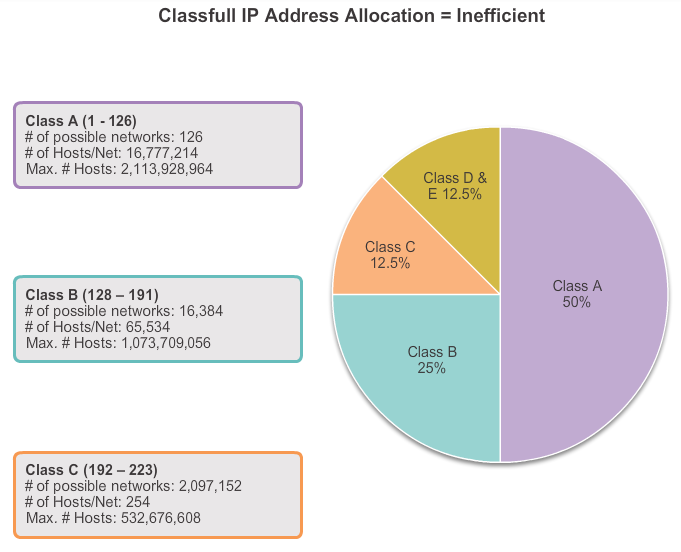 Classfull IP Address Allocation = Inefficient
Class A (1 - 126)
# of possible networks: 126
# of Hosts/Net: 16,777,214
Max. # Hosts: 2,113,928,964
Class B (128 – 191)
# of possible networks: 16,384
# of Hosts/Net: 65,534
Max. # Hosts: 1,073,709,056
Class C (192 – 223)
# of possible networks: 2,097,152
# of Hosts/Net: 254
Max. # Hosts: 532,676,608
Class D &
E 12.5%
Class C
12.5%
Class A
50%
Class B
25%